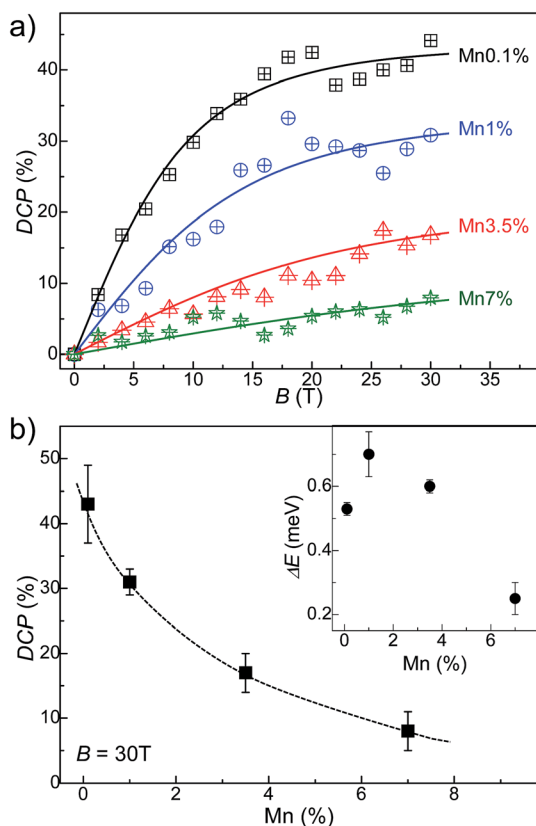 a)
DCP (%)
40
30
20
10
0
Mn0.1%
Mn1%
Mn3.5%
Mn7%
0 5 10 15 20 25 30 35
B (T)
b)
DCP (%)
50
40
30
20
10
0
B = 30T
0 2 4 6 8
Mn (%)
ΔE (meV)
0.6
0.4
0.2
0 2 4 6
Mn (%)